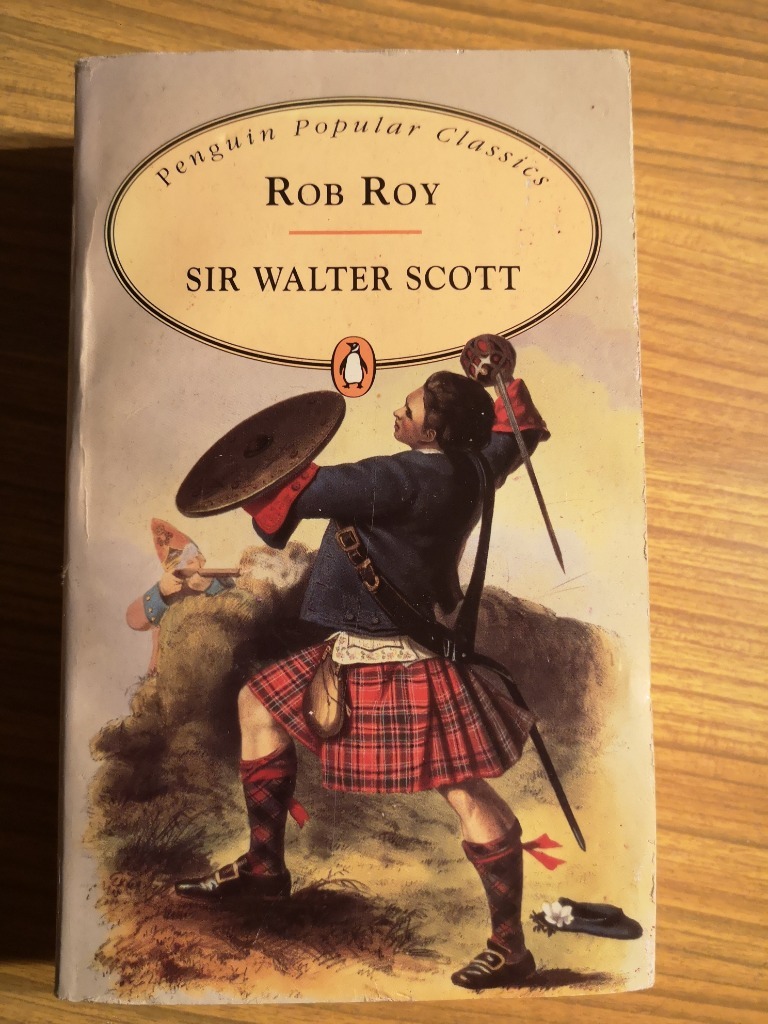 Penguin Popular Classics
ROB ROY
SIR WALTER SCOTT